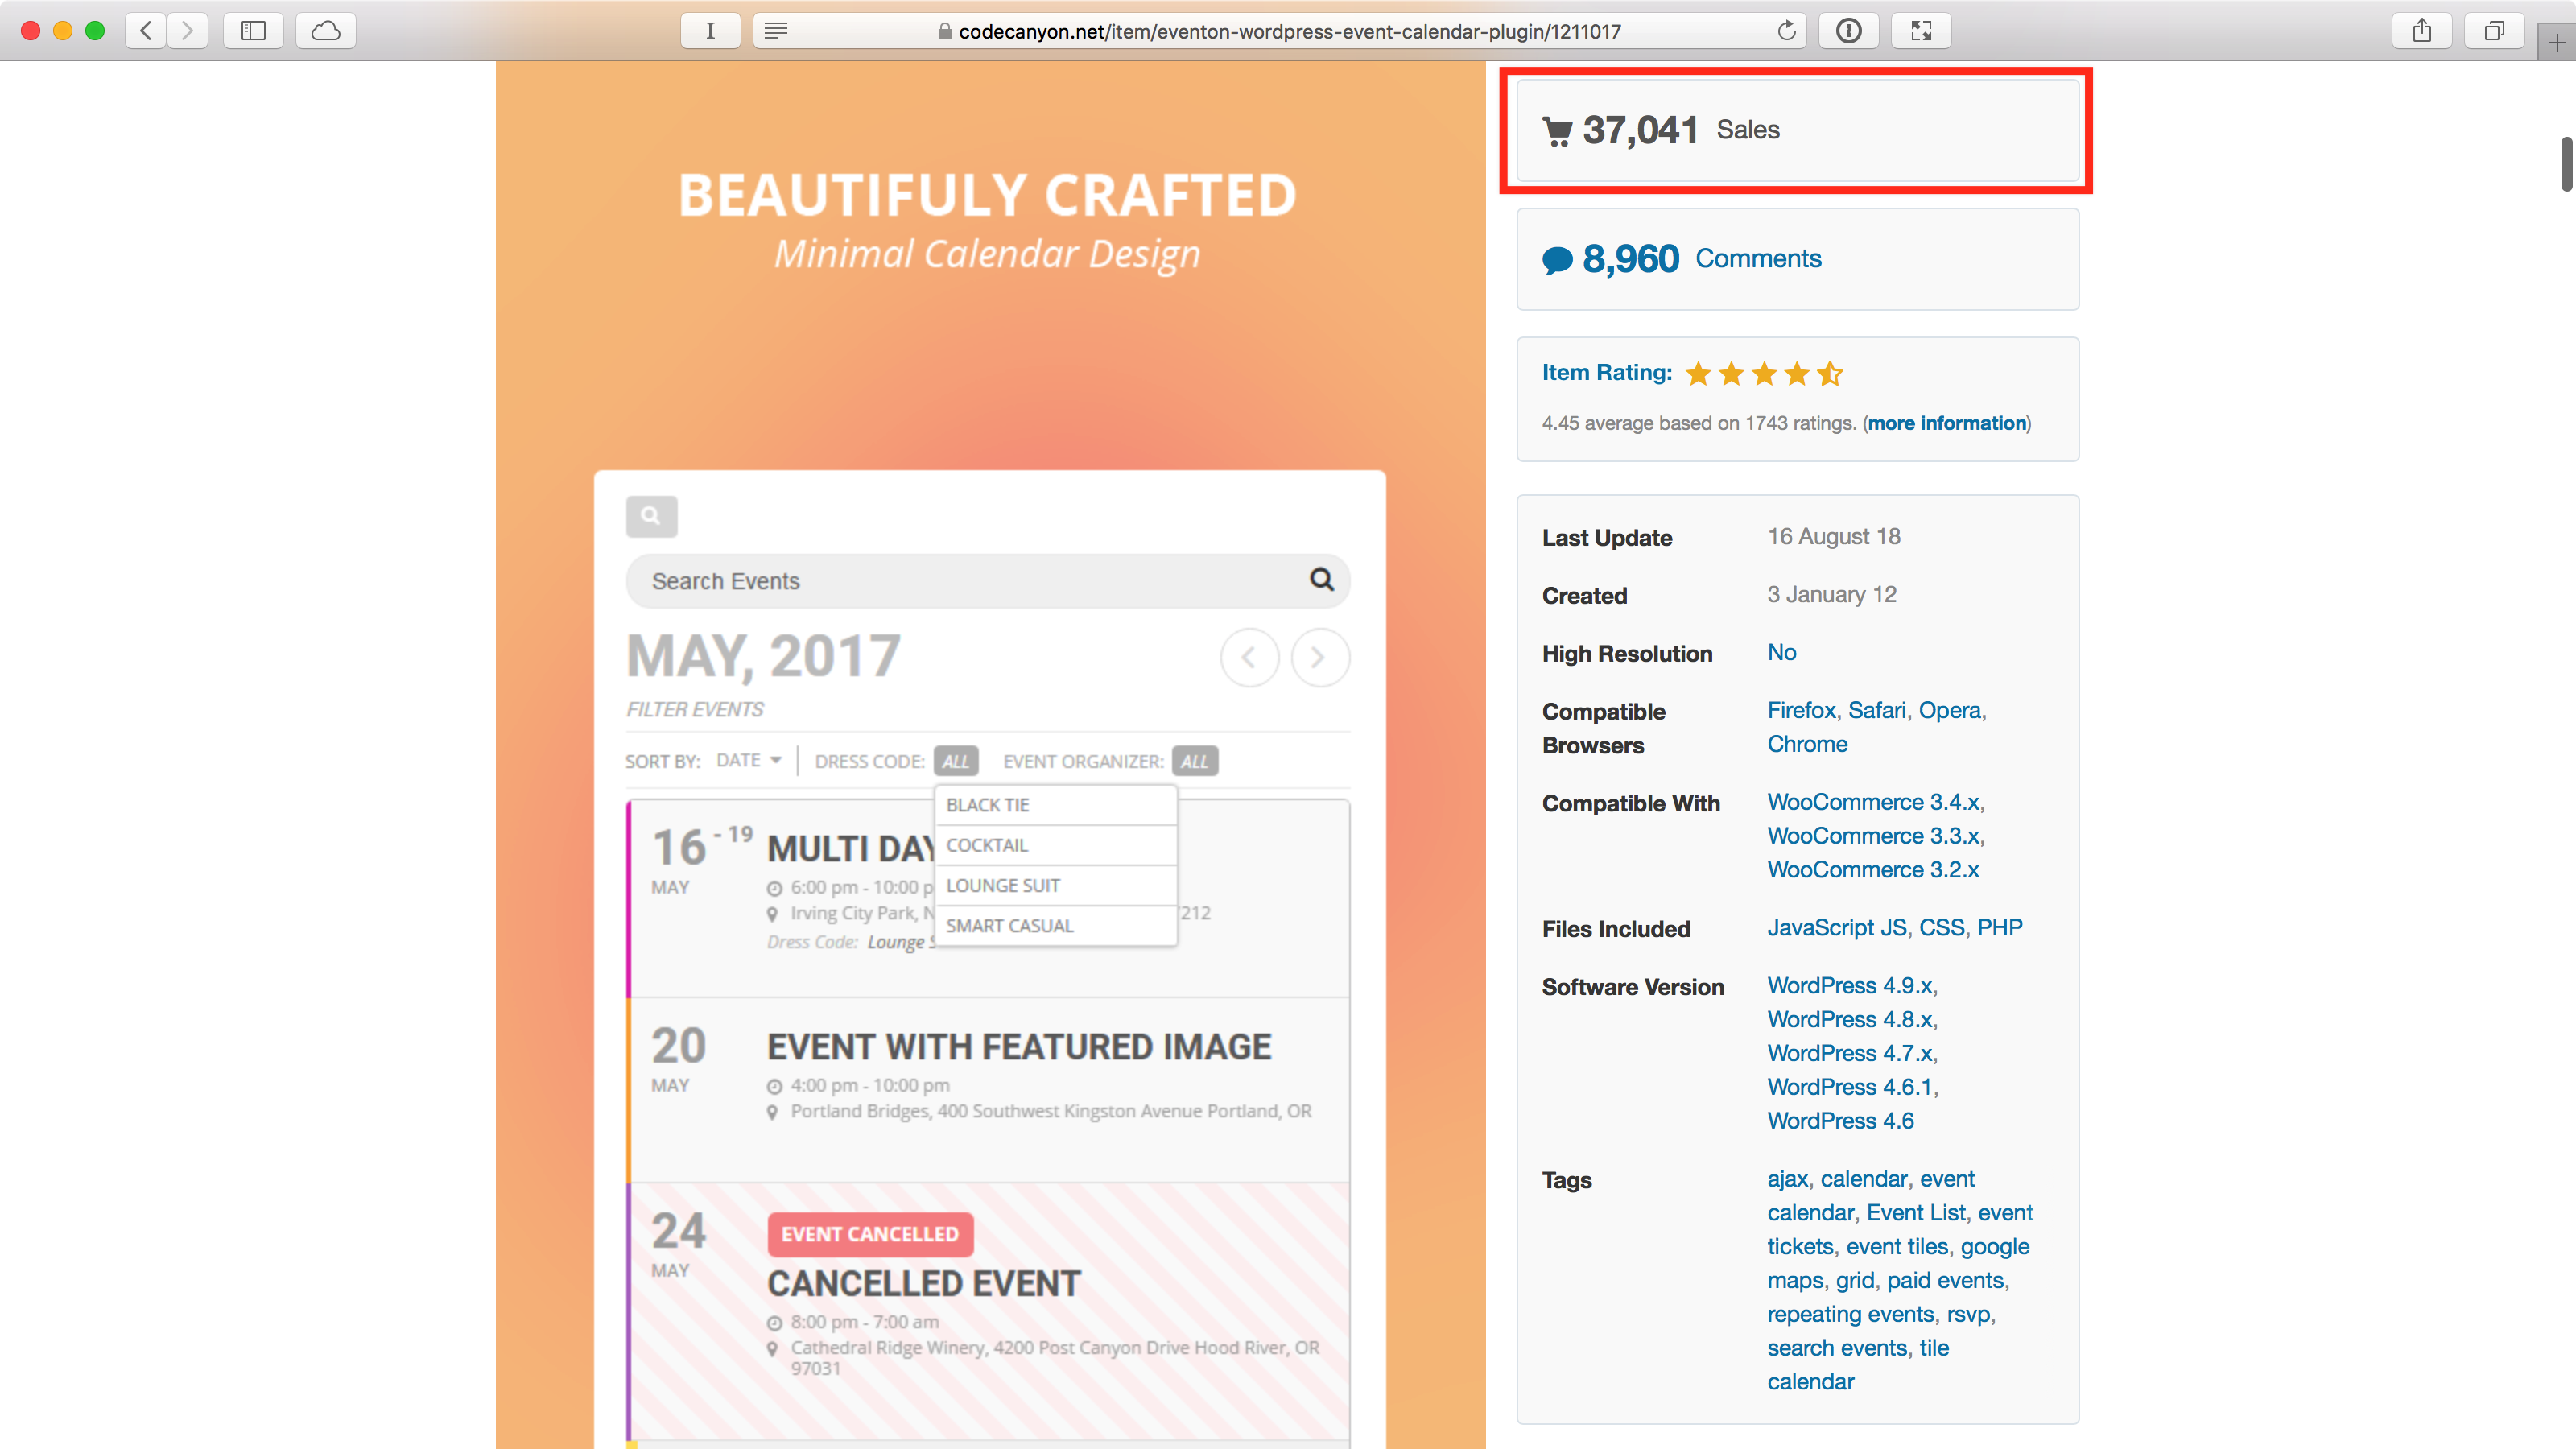 codecanyon.net/item/eventon-wordpress-event-calendar-plugin/1211017
BEAUTIFULY CRAFTED
Minimal Calendar Design
Search Events
MAY, 2017
FILTER EVENTS
SORT BY: DATE DRESS CODE: ALL EVENT ORGANIZER: ALL
BLACK TIE
COCKTAIL
LOUNGE SUIT
SMART CASUAL
16 - 19
MAY
MULTI DAY
6:00 pm - 10:00 p
Irving City Park, N
212
Dress Code: Lounge S
20
MAY
EVENT WITH FEATURED IMAGE
4:00 pm - 10:00 pm
Portland Bridges, 400 Southwest Kingston Avenue Portland, OR
24
MAY
EVENT CANCELLED
CANCELLED EVENT
8:00 pm - 7:00 am
Cathedral Ridge Winery, 4200 Post Canyon Drive Hood River, OR
97031
37,041 Sales
8,960 Comments
Item Rating:
4.45 average based on 1743 ratings. (more information)
Last Update 16 August 18
Created 3 January 12
High Resolution No
Compatible Firefox, Safari, Opera,
Browsers Chrome
Compatible With WooCommerce 3.4.x,
WooCommerce 3.3.x,
WooCommerce 3.2.x
Files Included JavaScript JS, CSS, PHP
Software Version WordPress 4.9.x,
WordPress 4.8.x,
WordPress 4.7.x,
WordPress 4.6.1,
WordPress 4.6
Tags ajax, calendar, event
calendar, Event List, event
tickets, event tiles, google
maps, grid, paid events,
repeating events, rsvp,
search events, tile
calendar